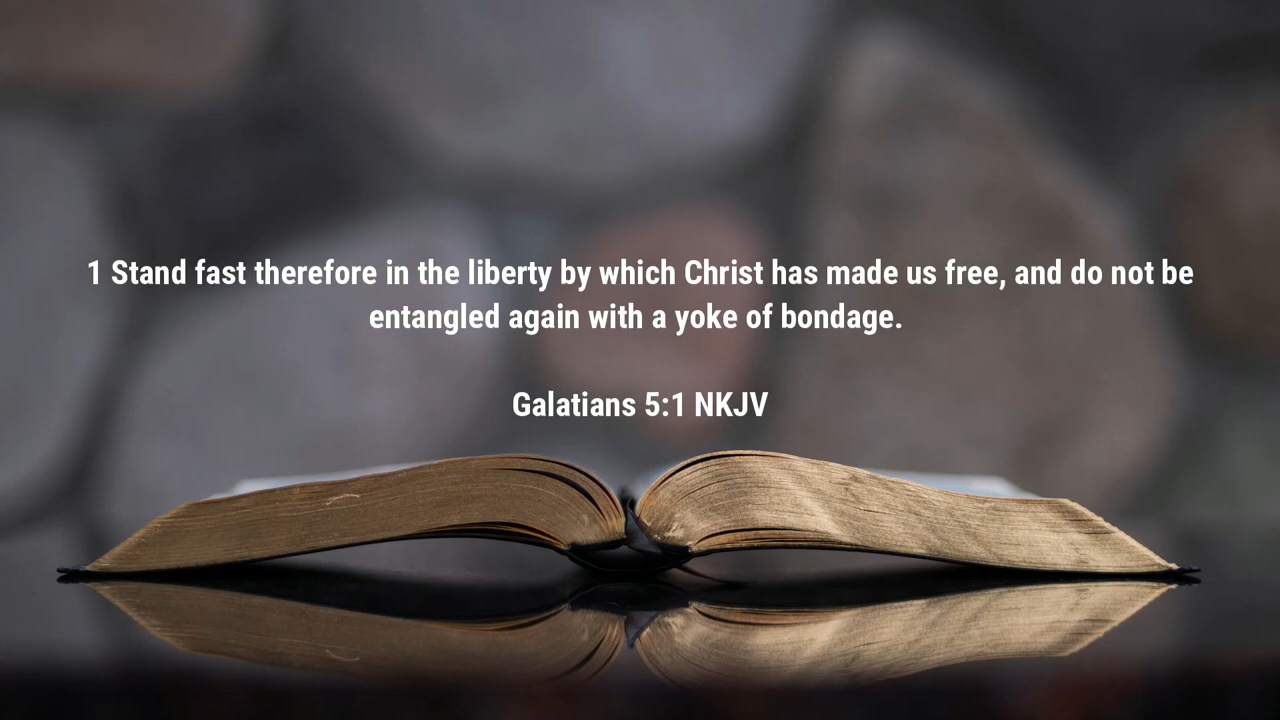 1 Stand fast therefore in the liberty by which Christ has made us free, and do not be
entangled again with a yoke of bondage.
Galatians 5:1 NKJV